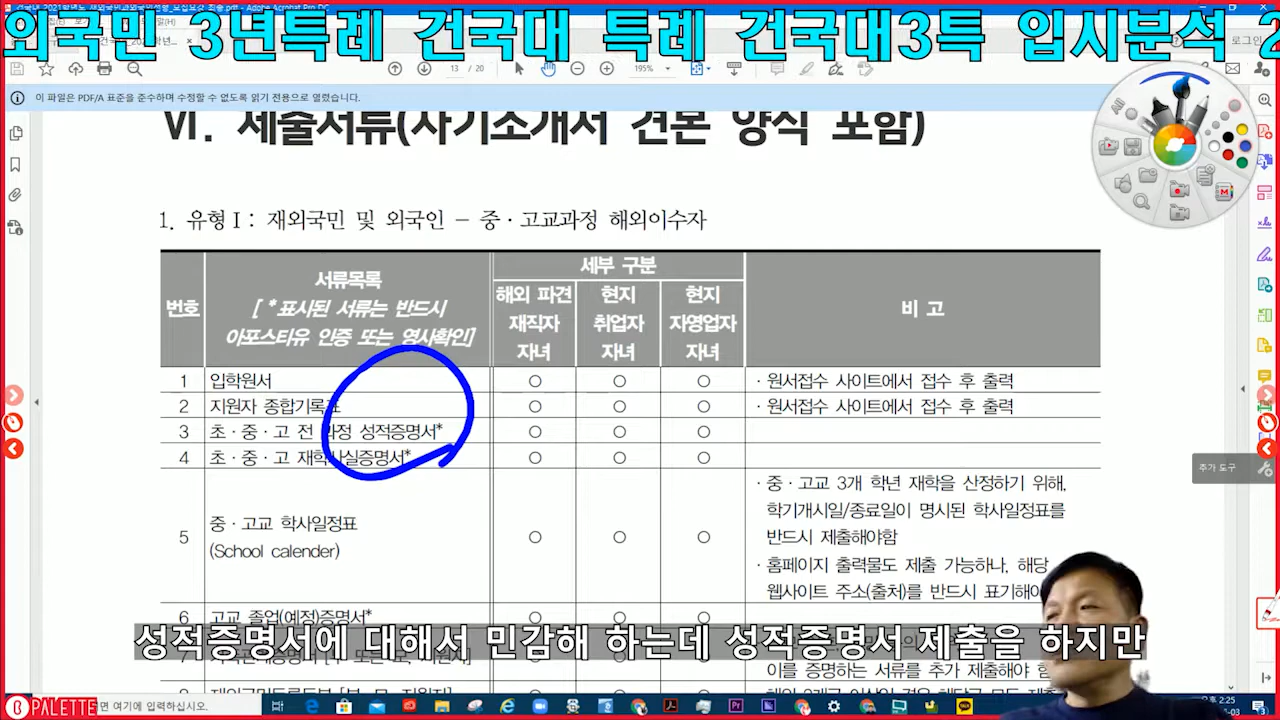 외국민 3년특례 건국대 특례 건국대3특 입시분석 2
13 / 20
195%
이 파일은 PDF/A 표준을 준수하며 수정할 수 없도록 읽기 전용으로 열렸습니다.
Ⅵ. 제출서류(자기소개서 견본 양식 포함)
1. 유형Ⅰ: 재외국민 및 외국인 - 중·고교과정 해외이수자
번호
서류목록
[ *표시된 서류는 반드시
아포스티유 인증 또는 영사확인]
세부 구분
해외 파견
재직자
자녀
현지
취업자
자녀
현지
자영업자
자녀
비 고
1 입학원서 ○ ○ ○ · 원서접수 사이트에서 접수 후 출력
2 지원자 종합기록표 ○ ○ ○ · 원서접수 사이트에서 접수 후 출력
3 초·중·고 전 과정 성적증명서* ○ ○ ○
4 초·중·고 재학사실증명서* ○ ○ ○
5 중·고교 학사일정표
(School calender) ○ ○ ○
· 중·고교 3개 학년 재학을 산정하기 위해,
학기개시일/종료일이 명시된 학사일정표를
반드시 제출해야함
· 홈페이지 출력물도 제출 가능하나, 해당
웹사이트 주소(출처)를 반드시 표기해야
6 고교 졸업(예정)증명서* ○ ○ ○
성적증명서에 대해서 민감해 하는데 성적증명서 제출을 하지만
이를 증명하는 서류를 추가 제출해야 함
추가 도구
PALETTE
면 여기에 입력하십시오.
오후 2:25